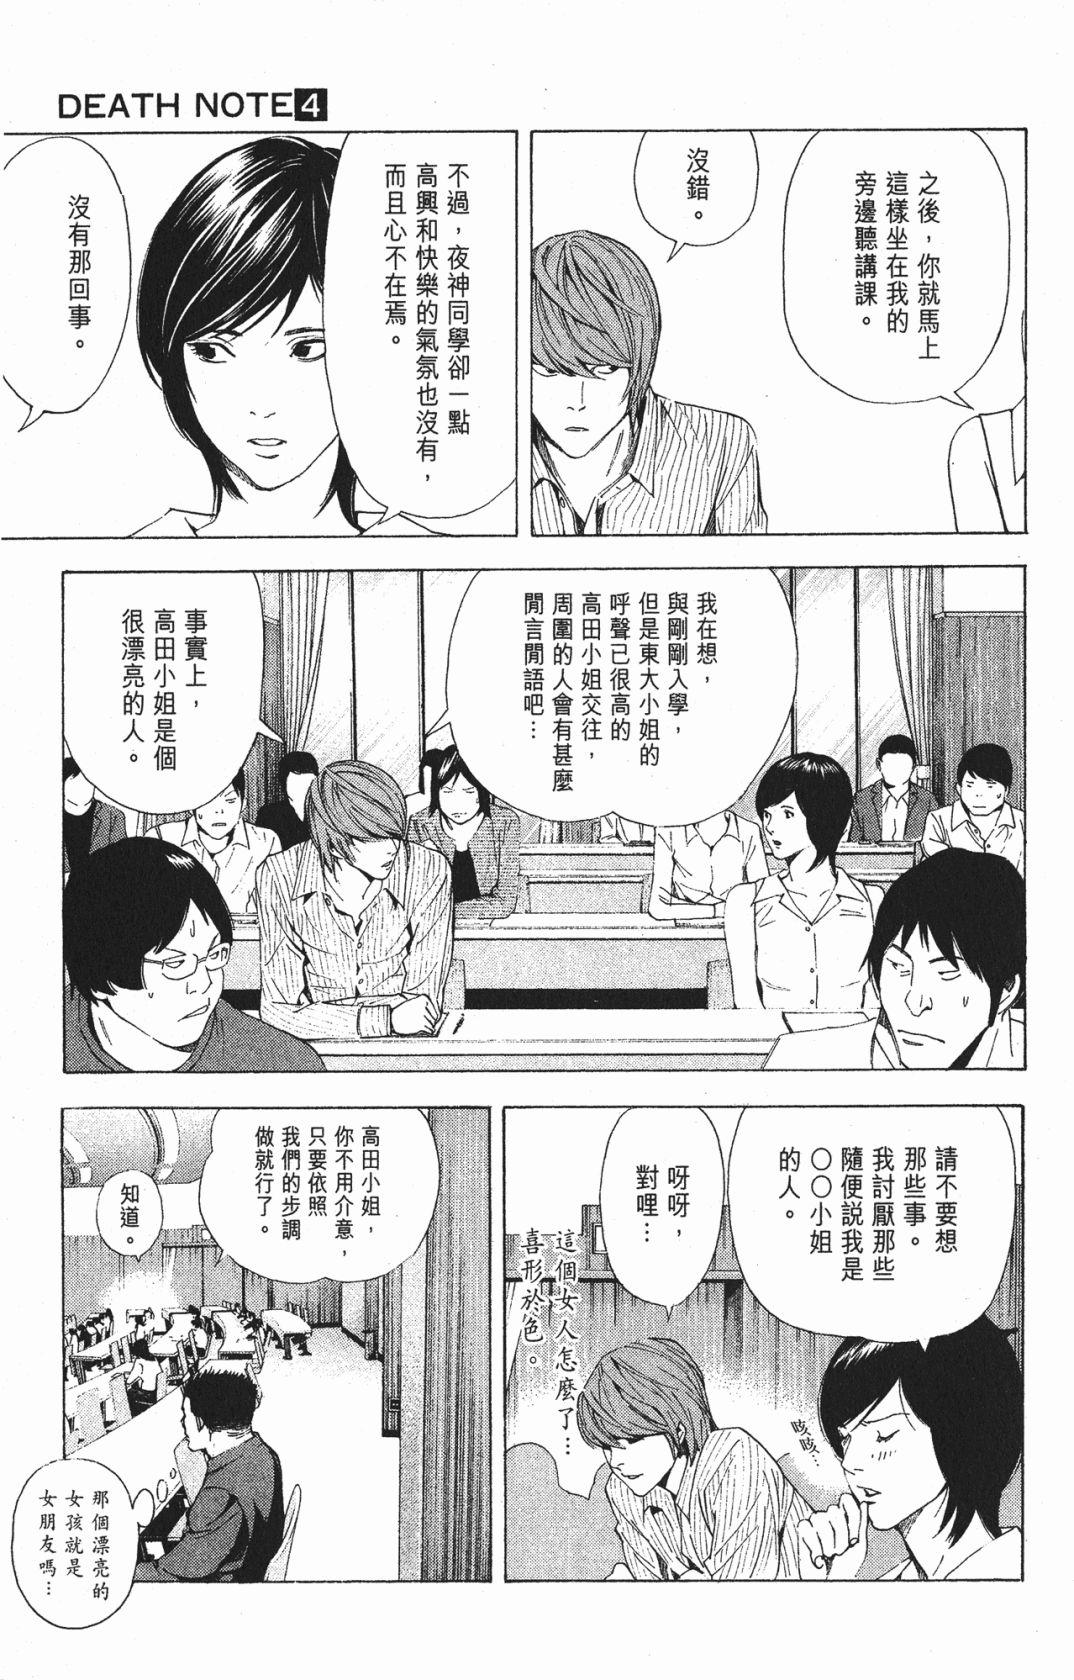 DEATH NOTE4
之後，你就馬上
這樣坐在我的
旁邊聽講課。
沒錯。
不過，夜神同學卻一點
高興和快樂的氣氛也沒有，
而且心不在焉。
沒有那回事。
我在想，
與剛剛入學，
但是東大小姐的
呼聲已很高的
高田小姐交往，
周圍的人會有甚麼
閒言閒語吧…
事實上，
高田小姐是個
很漂亮的人。
請不要想
那些事。
我討厭那些
隨便說我是
〇〇小姐
的人。
咳咳…
呀呀，
對哩…
這個女人怎麼了…
喜形於色。
高田小姐，
你不用介意，
只要依照
我們的步調
做就行了。
知道。
那個漂亮的
女孩就是
女朋友嗎…